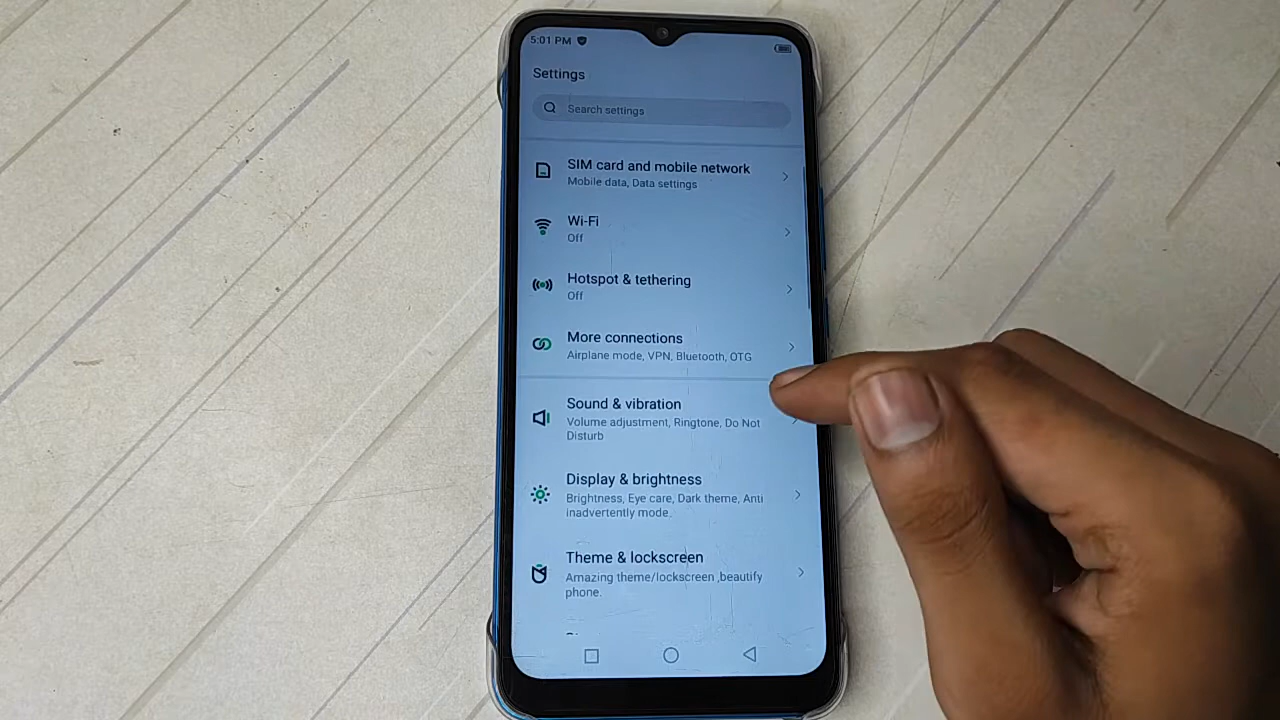 5:01 PM
Settings
Search settings
SIM card and mobile network
Mobile data, Data settings
Wi-Fi
Off
Hotspot & tethering
Off
More connections
Airplane mode, VPN, Bluetooth, OTG
Sound & vibration
Volume adjustment, Ringtone, Do Not
Disturb
Display & brightness
Brightness, Eye care, Dark theme, Anti
inadvertently mode.
Theme & lockscreen
Amazing theme/lockscreen ,beautify
phone.